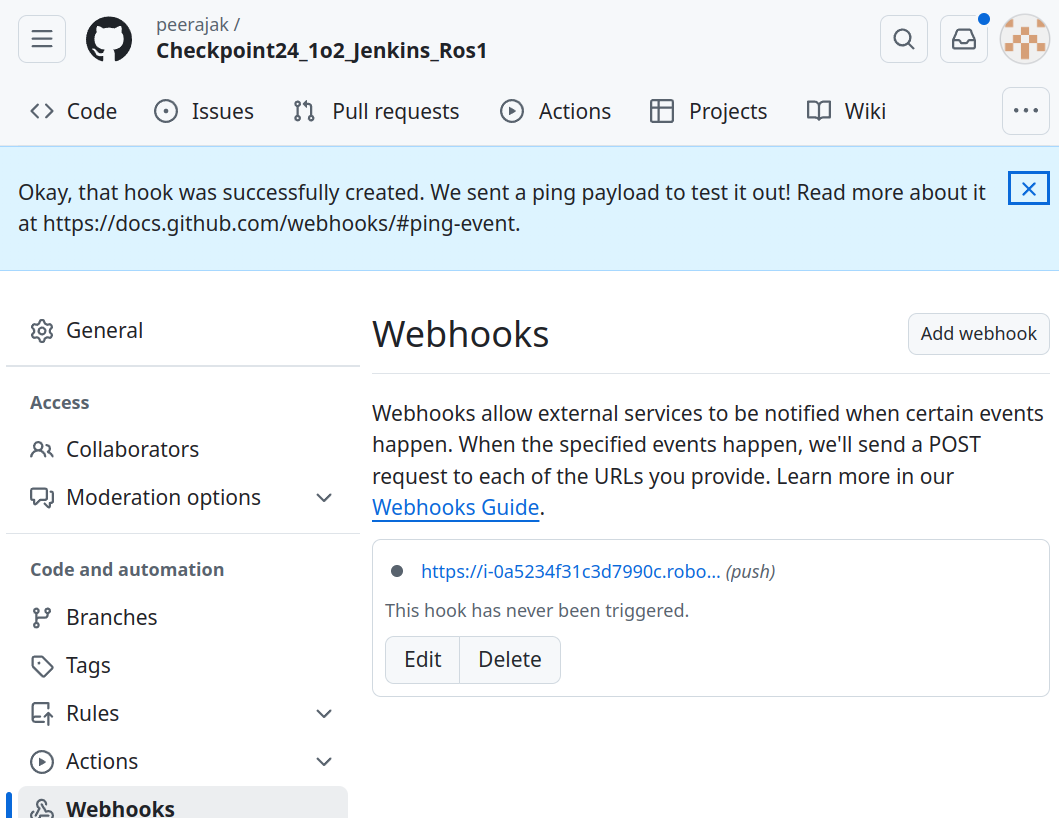 peerajak /
Checkpoint24_1o2_Jenkins_Ros1
Code Issues Pull requests Actions Projects Wiki
Okay, that hook was successfully created. We sent a ping payload to test it out! Read more about it
at https://docs.github.com/webhooks/#ping-event.
General
Access
Collaborators
Moderation options
Code and automation
Branches
Tags
Rules
Actions
Webhooks
Webhooks
Add webhook
Webhooks allow external services to be notified when certain events
happen. When the specified events happen, we'll send a POST
request to each of the URLs you provide. Learn more in our
Webhooks Guide.
https://i-0a5234f31c3d7990c.robo... (push)
This hook has never been triggered.
Edit Delete